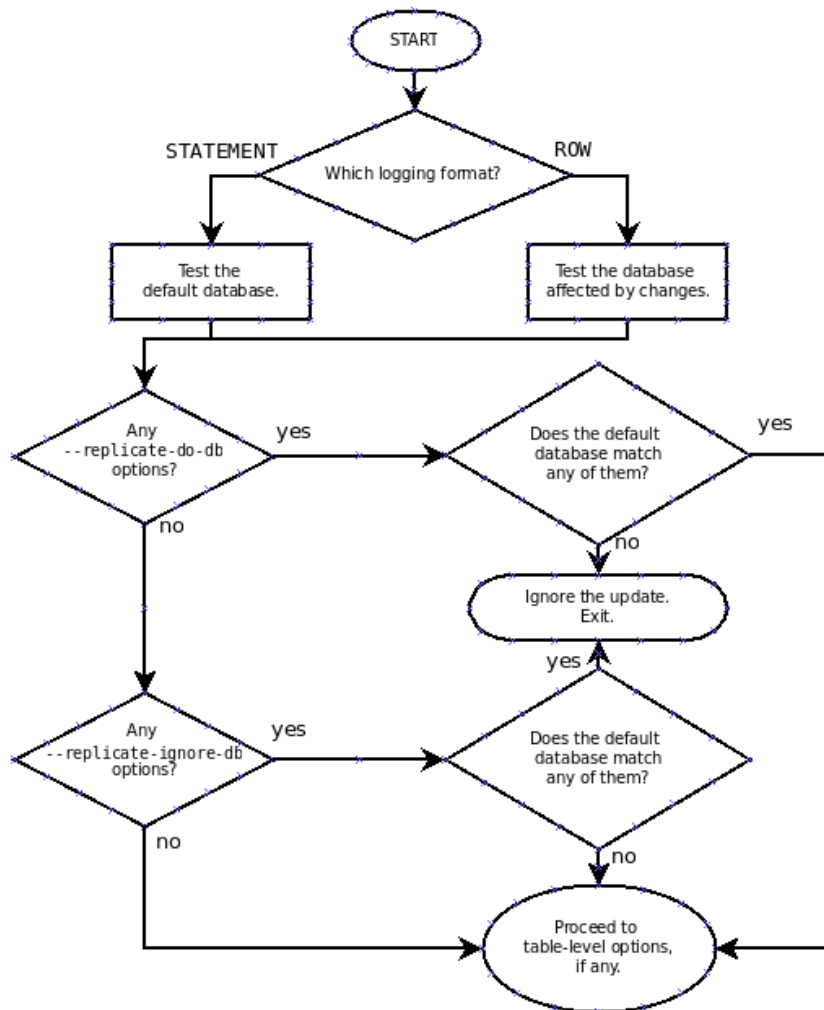 START
STATEMENT
ROW
Which logging format?
Test the
default database.
Test the database
affected by changes.
Any
--replicate-do-db
options?
yes
Does the default
database match
any of them?
yes
no
no
Ignore the update.
Exit.
yes
Any
--replicate-ignore-db
options?
yes
Does the default
database match
any of them?
no
no
Proceed to
table-level options,
if any.